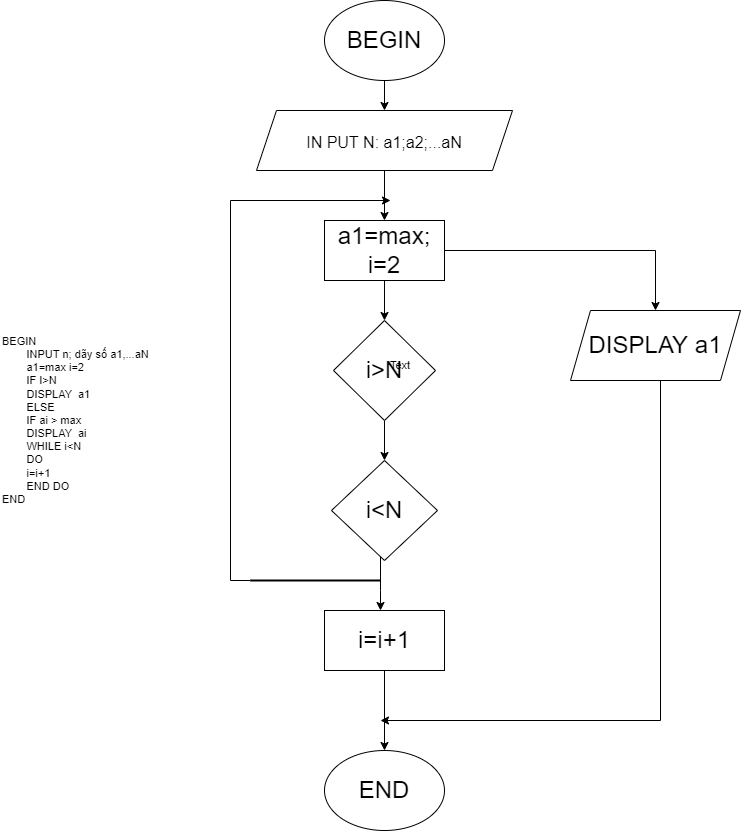 BEGIN
IN PUT N: a1;a2;...aN
a1=max;
i=2
DISPLAY a1
i>N
Text
i<N
i=i+1
END
BEGIN
INPUT n; dãy số a1,...aN
a1=max i=2
IF I>N
DISPLAY a1
ELSE
IF ai > max
DISPLAY ai
WHILE i<N
DO
i=i+1
END DO
END